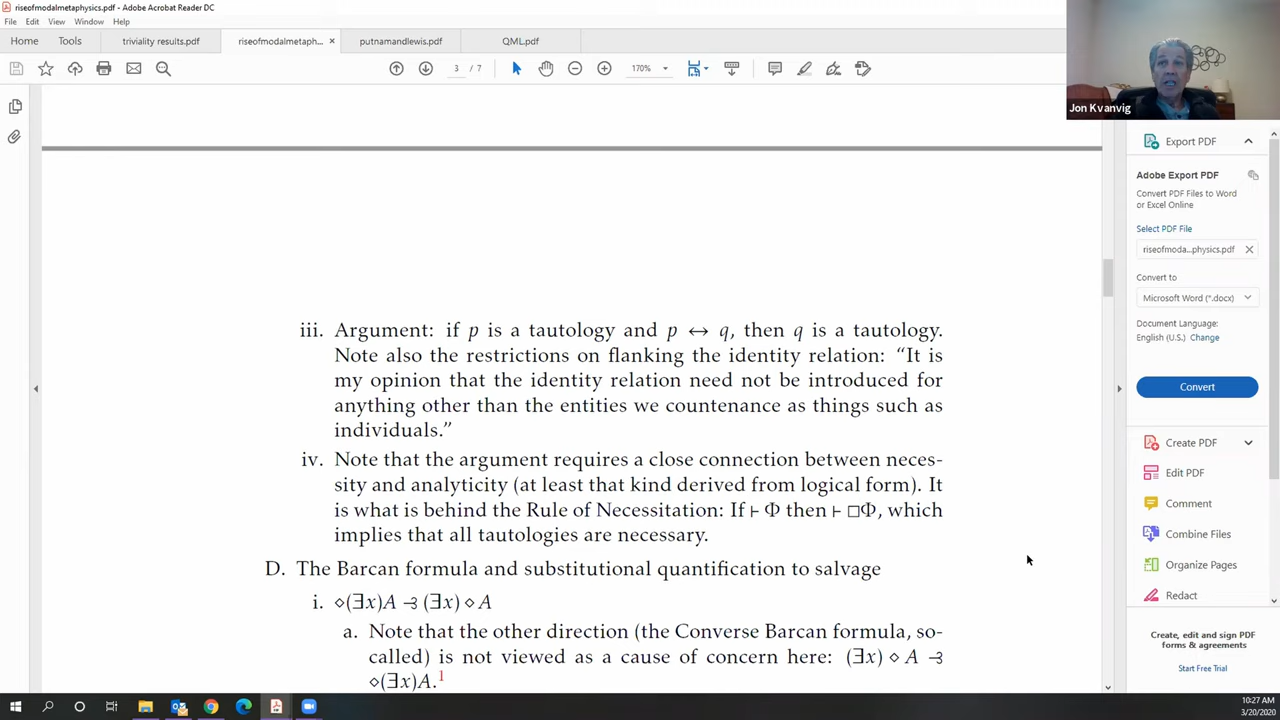 riseofmodalmetaphysics.pdf - Adobe Acrobat Reader DC
File Edit View Window Help
Home Tools triviality results.pdf riseofmodalmetaph... × putnamandlewis.pdf QML.pdf
3 / 7 170%
Jon Kvanvig
iii. Argument: if p is a tautology and p ↔ q, then q is a tautology.
Note also the restrictions on flanking the identity relation: “It is
my opinion that the identity relation need not be introduced for
anything other than the entities we countenance as things such as
individuals.”
iv. Note that the argument requires a close connection between neces-
sity and analyticity (at least that kind derived from logical form). It
is what is behind the Rule of Necessitation: If ⊢ Φ then ⊢ □Φ, which
implies that all tautologies are necessary.
D. The Barcan formula and substitutional quantification to salvage
i. ⋄(∃x)A ⥽ (∃x) ⋄ A
a. Note that the other direction (the Converse Barcan formula, so-
called) is not viewed as a cause of concern here: (∃x) ⋄ A ⥽
⋄(∃x)A.1
Export PDF
Adobe Export PDF
Convert PDF Files to Word
or Excel Online
Select PDF File
riseofmoda...physics.pdf
Convert to
Microsoft Word (*.docx)
Document Language:
English (U.S.) Change
Convert
Create PDF
Edit PDF
Comment
Combine Files
Organize Pages
Redact
Create, edit and sign PDF
forms & agreements
Start Free Trial
10:27 AM
3/20/2020